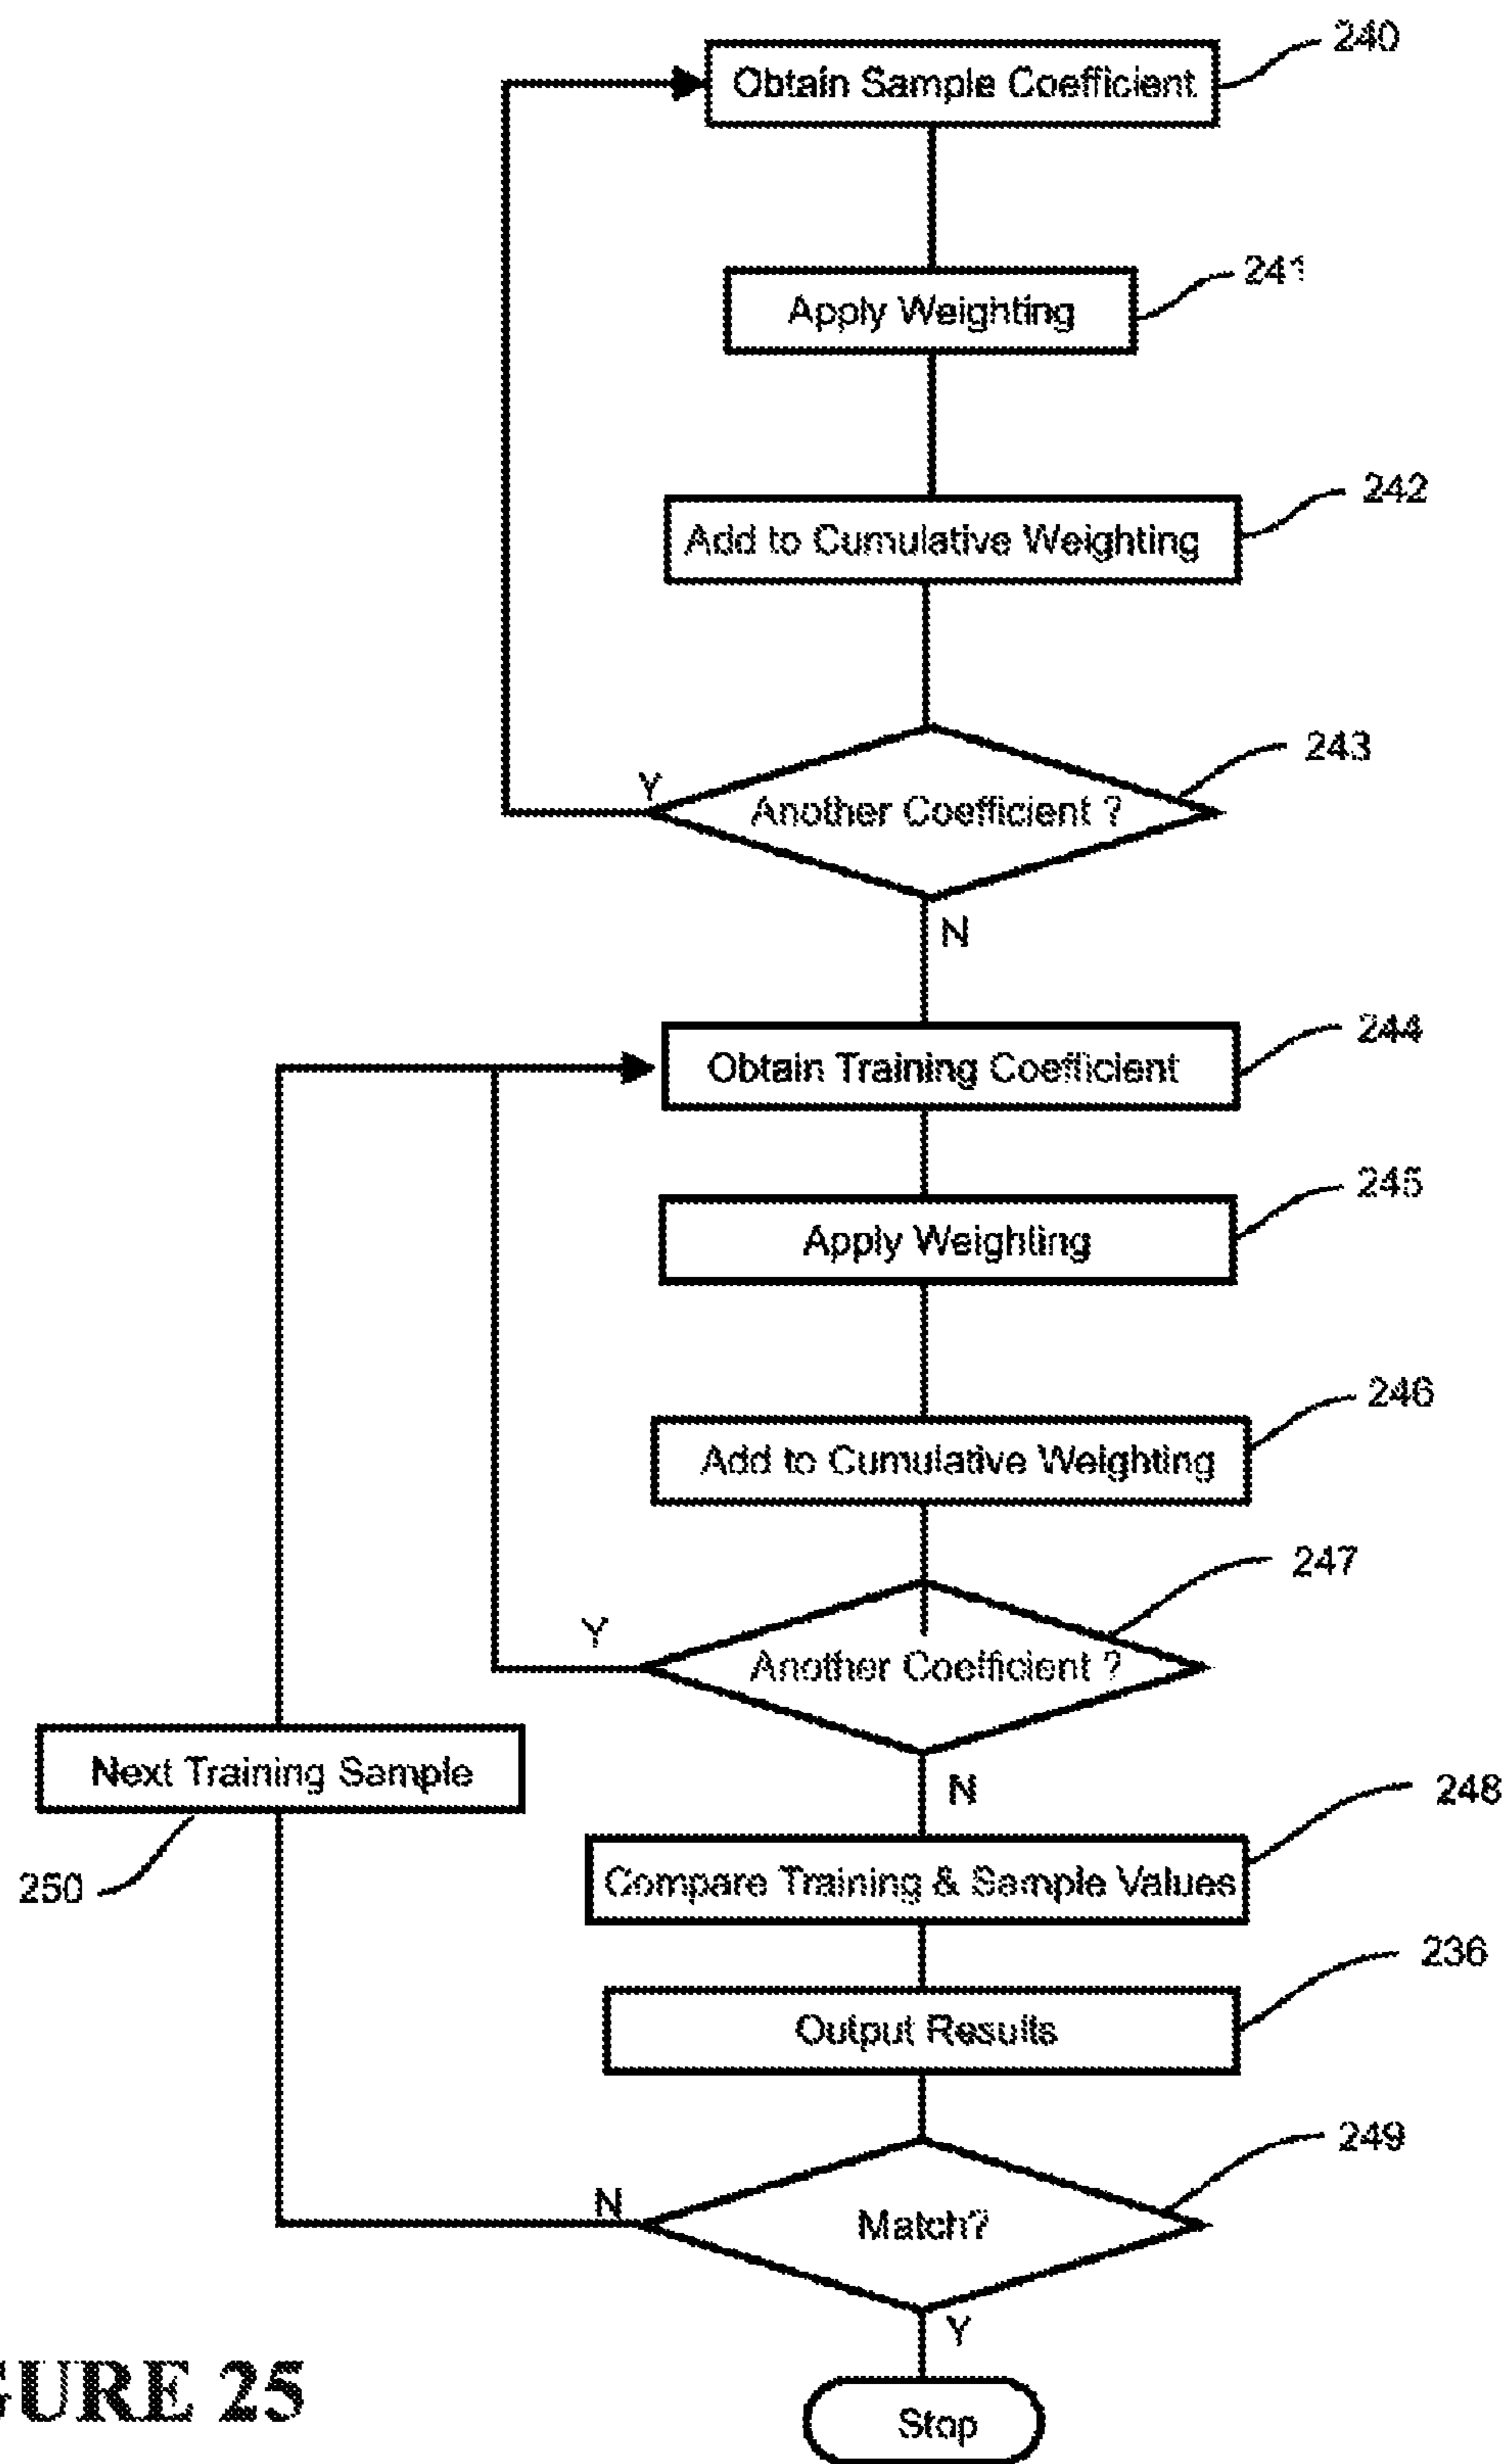 240
Obtain Sample Coefficient
241
Apply Weighting
242
Add to Cumulative Weighting
243
Y
Another Coefficient ?
N
244
Obtain Training Coefficient
245
Apply Weighting
246
Add to Cumulative Weighting
247
Y
Another Coefficient ?
Next Training Sample
N
248
250
Compare Training & Sample Values
236
Output Results
249
N
Match?
Y
GURE 25
Stop